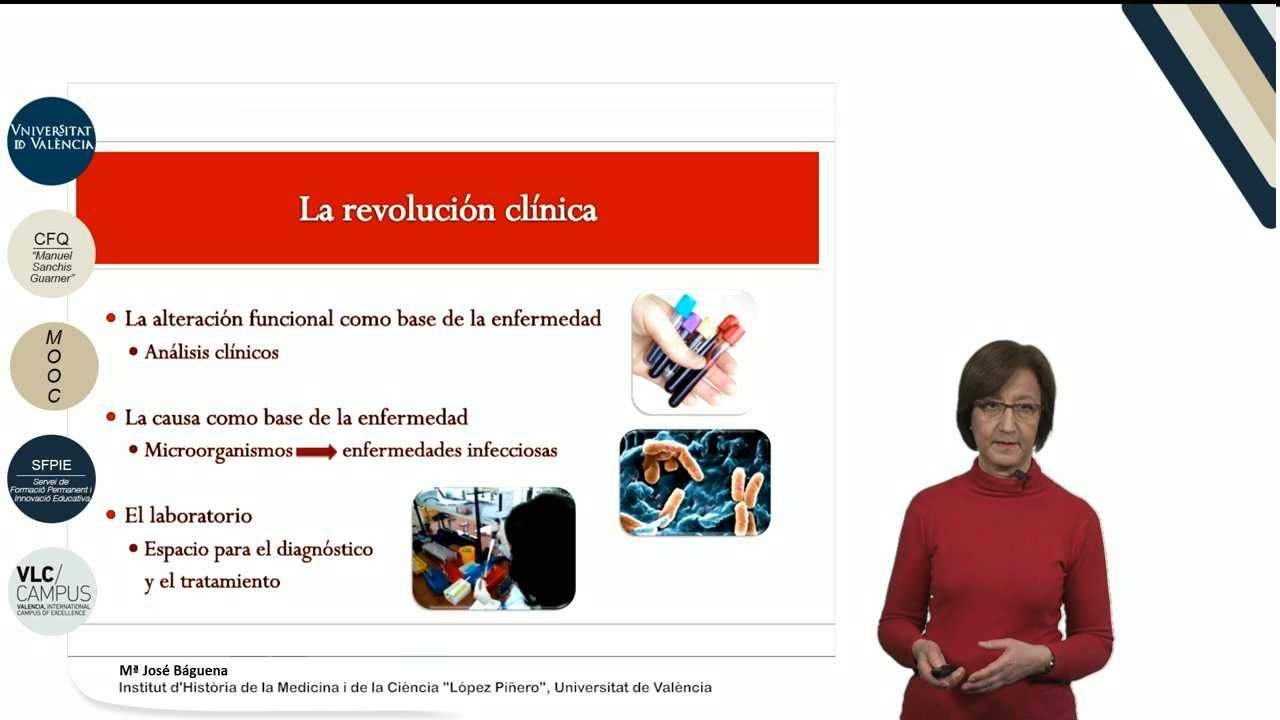 VNIVERSITAT
ID VALÈNCIA
CFQ
“Manuel
Sanchis
Guarner”
M
O
O
C
SFPIE
Servei de
Formació Permanent i
Innovació Educativa
VLC/
CAMPUS
VALENCIA, INTERNATIONAL
CAMPUS OF EXCELLENCE
La revolución clínica
• La alteración funcional como base de la enfermedad
• Análisis clínicos
• La causa como base de la enfermedad
• Microorganismos enfermedades infecciosas
• El laboratorio
• Espacio para el diagnóstico
y el tratamiento
Mª José Báguena
Institut d'Història de la Medicina i de la Ciència "López Piñero", Universitat de València